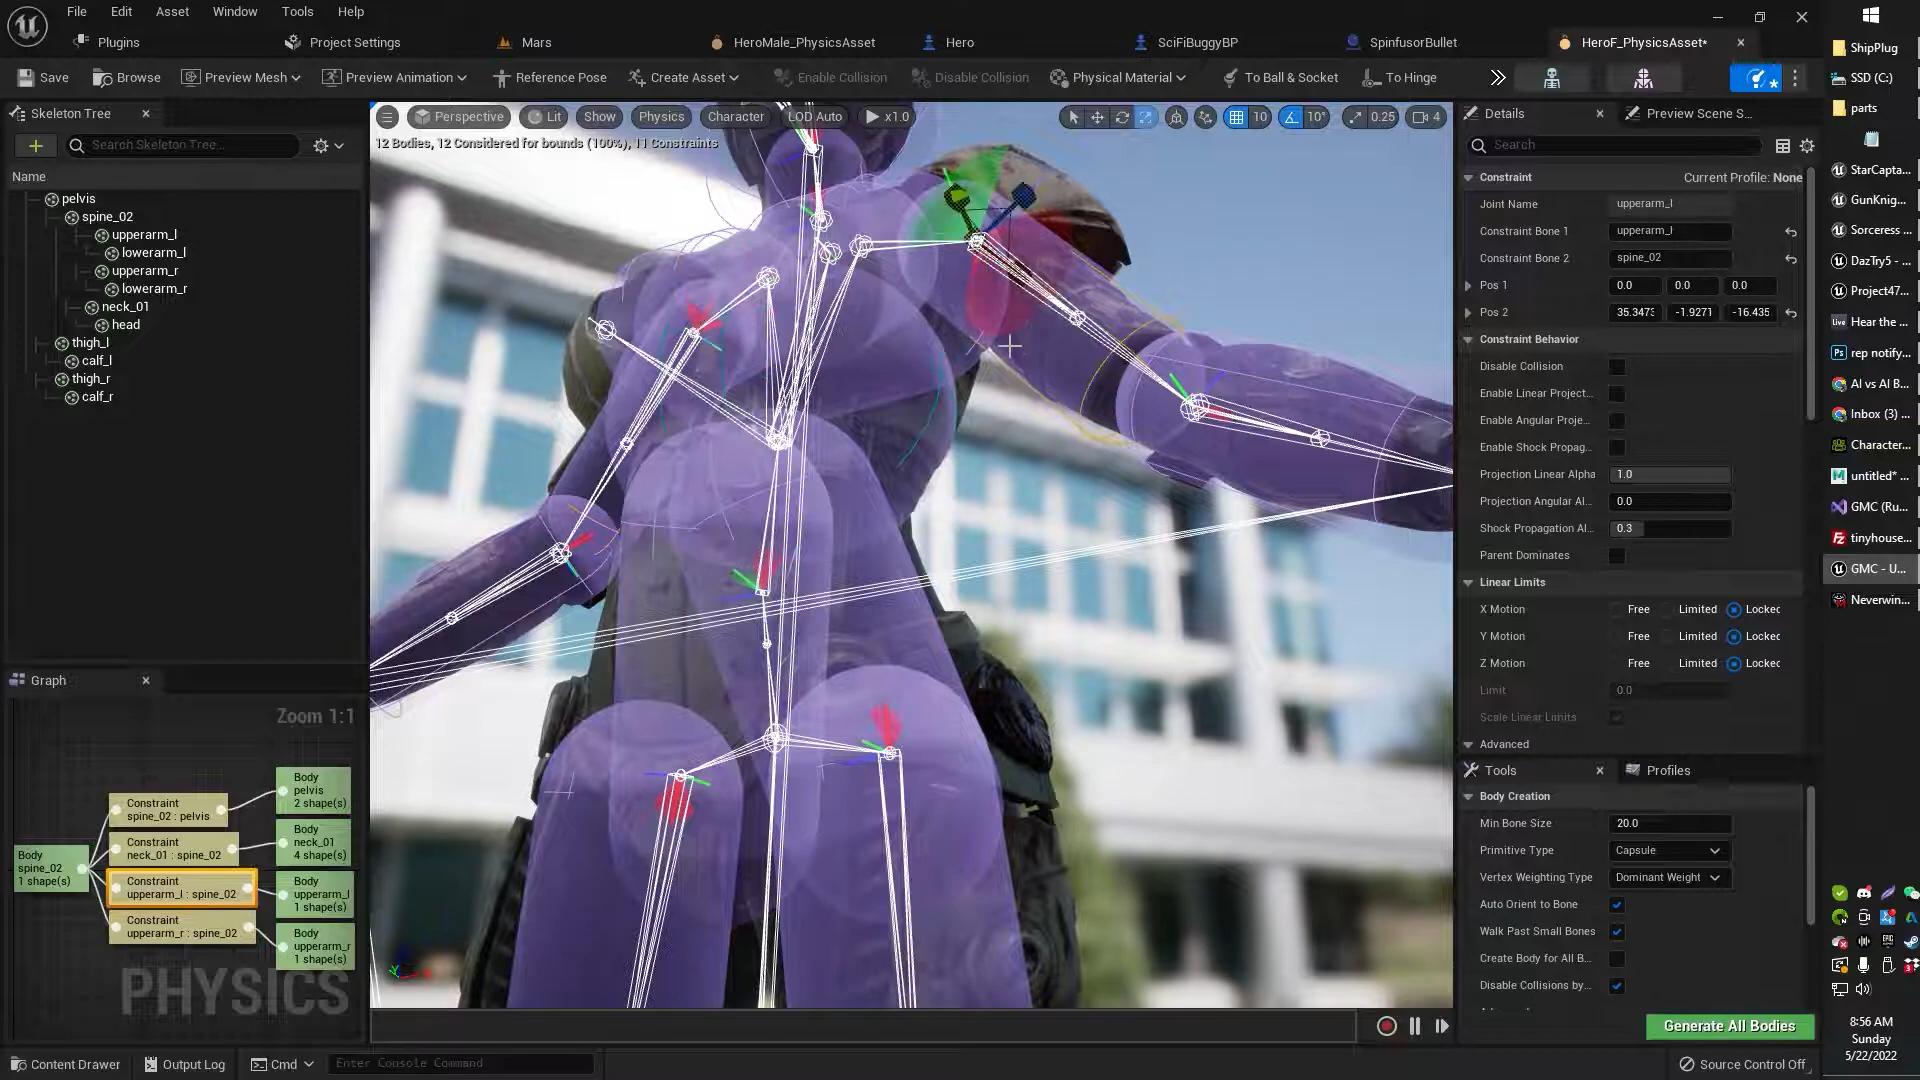 File Edit Asset Window Tools Help
Plugins Project Settings Mars HeroMale_PhysicsAsset Hero SciFiBuggyBP SpinfusorBullet HeroF_PhysicsAsset*
Save Browse Preview Mesh Preview Animation Reference Pose Create Asset Enable Collision Disable Collision Physical Material To Ball & Socket To Hinge
Skeleton Tree
Search Skeleton Tree...
Name
pelvis
spine_02
upperarm_l
lowerarm_l
upperarm_r
lowerarm_r
neck_01
head
thigh_l
calf_l
thigh_r
calf_r
Graph
Zoom 1:1
Body
spine_02
1 shape(s)
Constraint
spine_02 : pelvis
Constraint
neck_01 : spine_02
Constraint
upperarm_l : spine_02
Constraint
upperarm_r : spine_02
Body
pelvis
2 shape(s)
Body
neck_01
4 shape(s)
Body
upperarm_l
1 shape(s)
Body
upperarm_r
1 shape(s)
PHYSICS
Perspective Lit Show Physics Character LOD Auto x1.0 10 10° 0.25 4
12 Bodies, 12 Considered for bounds (100%), 11 Constraints
Details Preview Scene S...
Search
Constraint Current Profile: None
Joint Name upperarm_l
Constraint Bone 1 upperarm_l
Constraint Bone 2 spine_02
Pos 1 0.0 0.0 0.0
Pos 2 35.3473 -1.9271 -16.435
Constraint Behavior
Disable Collision
Enable Linear Project...
Enable Angular Proje...
Enable Shock Propag...
Projection Linear Alpha 1.0
Projection Angular Al... 0.0
Shock Propagation Al... 0.3
Parent Dominates
Linear Limits
X Motion Free Limited Locked
Y Motion Free Limited Locked
Z Motion Free Limited Locked
Limit 0.0
Scale Linear Limits
Advanced
Tools Profiles
Body Creation
Min Bone Size 20.0
Primitive Type Capsule
Vertex Weighting Type Dominant Weight
Auto Orient to Bone
Walk Past Small Bones
Create Body for All B...
Disable Collisions by...
Generate All Bodies
Content Drawer Output Log Cmd Enter Console Command Source Control Off
ShipPlug
SSD (C:)
parts
StarCapta...
GunKnig...
Sorceress ...
DazTry5 - ...
Project47...
Hear the ...
rep notify...
AI vs AI B...
Inbox (3) ...
Character...
untitled* ...
GMC (Ru...
tinyhouse...
GMC - U...
Neverwin...
8:56 AM
Sunday
5/22/2022